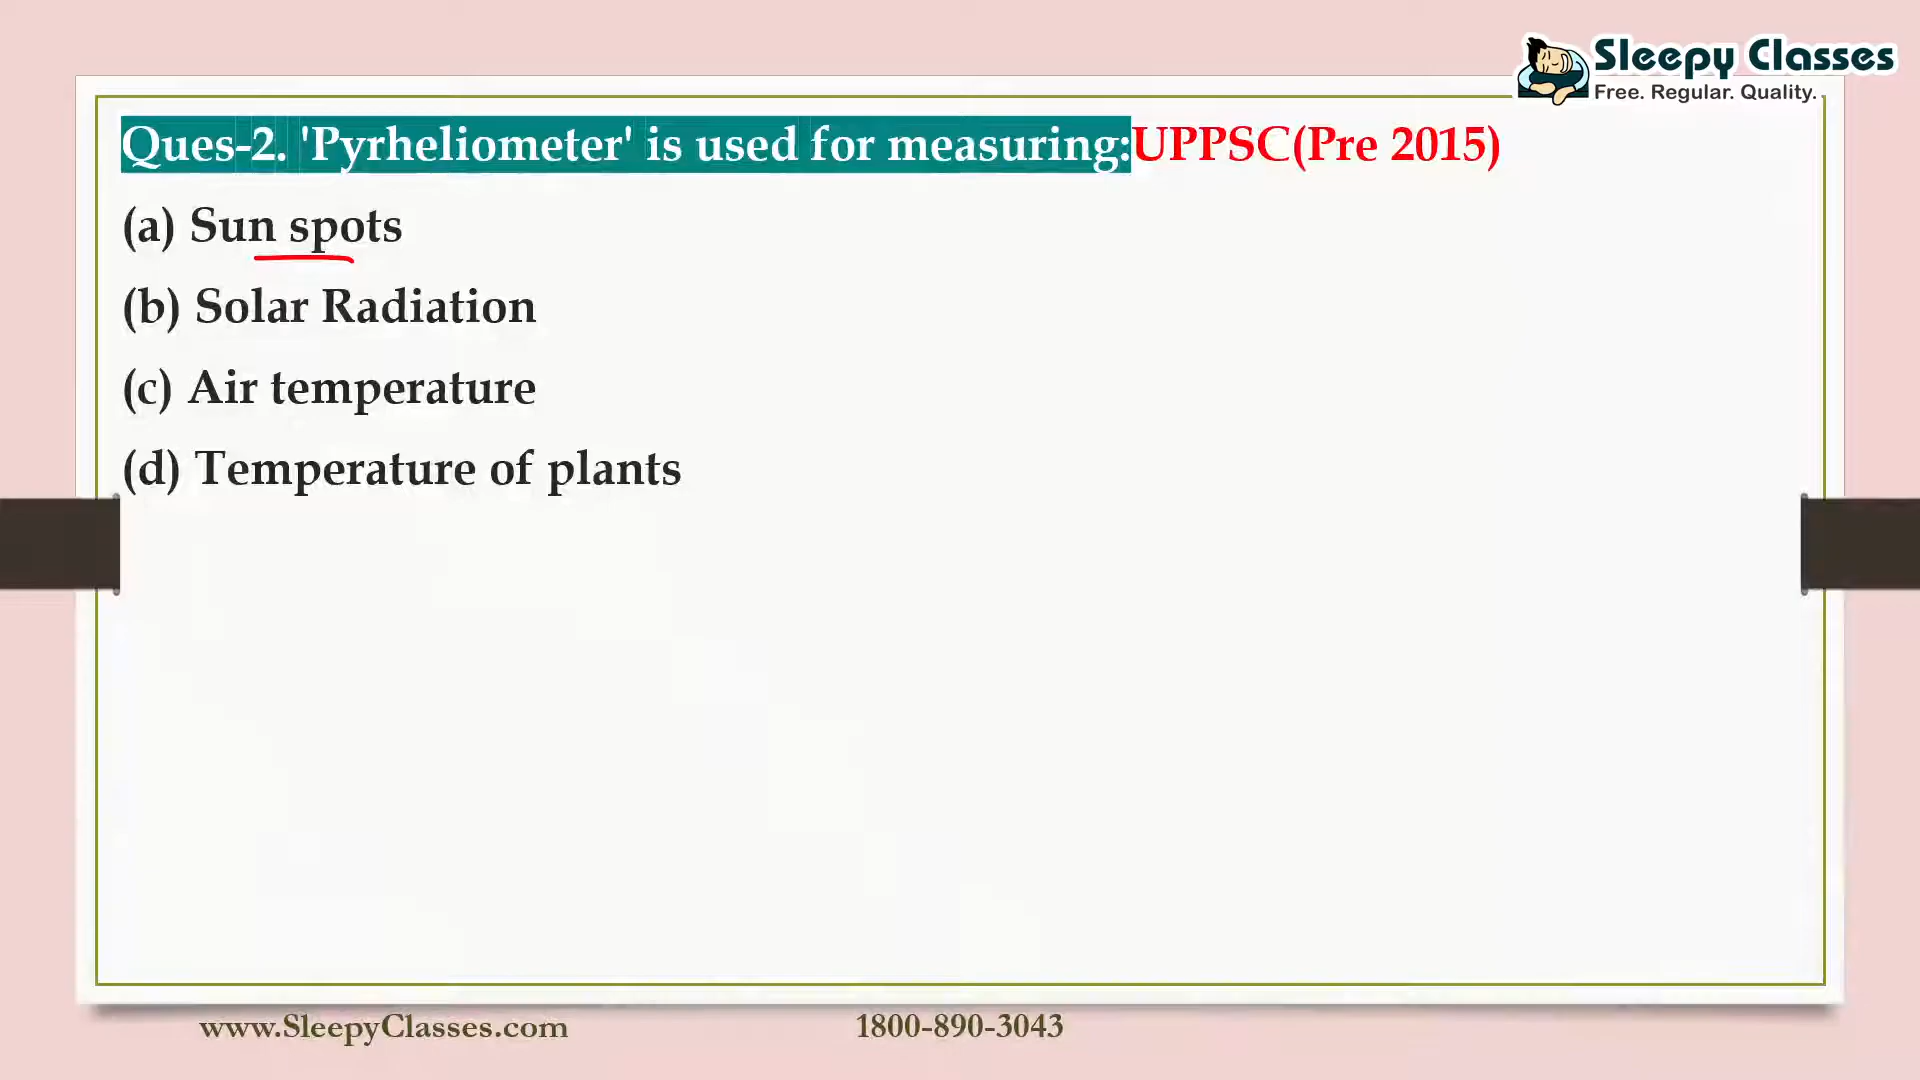 Sleepy Classes
Free. Regular. Quality.
Ques-2. 'Pyrheliometer' is used for measuring:UPPSC(Pre 2015)
(a) Sun spots
(b) Solar Radiation
(c) Air temperature
(d) Temperature of plants
www.SleepyClasses.com 1800-890-3043